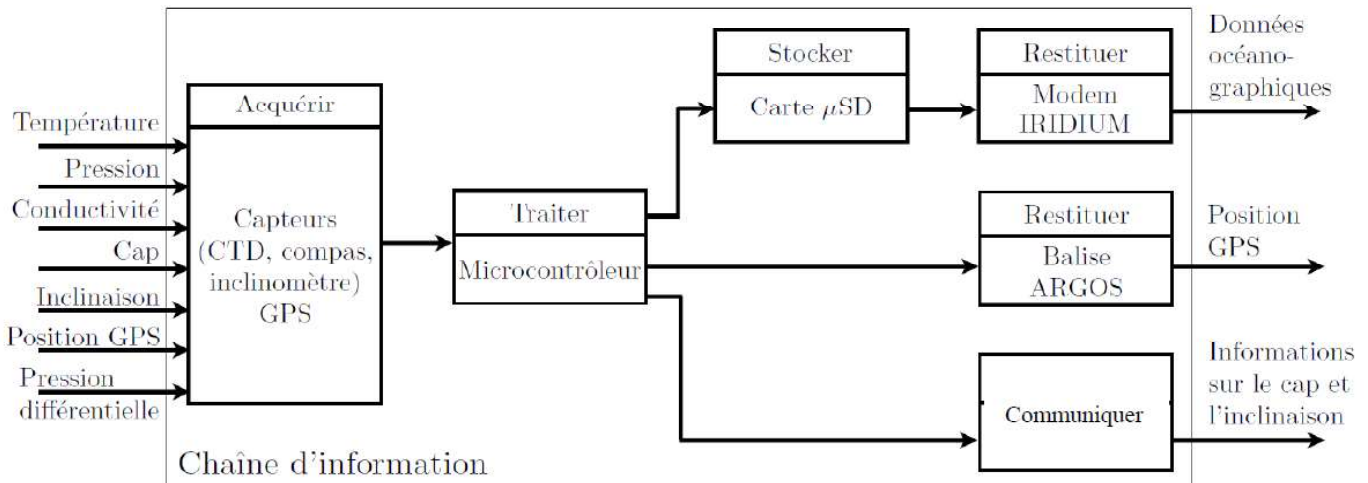 Température
Pression
Conductivité
Cap
Inclinaison
Position GPS
Pression
différentielle
Acquérir
Capteurs
(CTD, compas,
inclinomètre)
GPS
Traiter
Microcontrôleur
Stocker
Carte μSD
Restituer
Modem
IRIDIUM
Restituer
Balise
ARGOS
Communiquer
Données
océano-
graphiques
Position
GPS
Informations
sur le cap et
l'inclinaison
Chaîne d'information